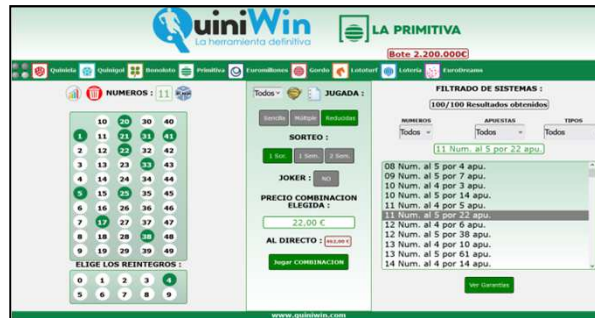 QuiniWin
La herramienta definitiva
LA PRIMITIVA
Bote 2.200.000€
Quiniela Quinigol Bonoloto Primitiva Euromillones Gordo Lototurf Loteria EuroDreams
NUMEROS : 11
10 20 30 40
1 11 21 31 41
2 12 22 32 42
3 13 23 33 43
4 14 24 34 44
5 15 25 35 45
6 16 26 36 46
7 17 27 37 47
8 18 28 38 48
9 19 29 39 49
ELIGE LOS REINTEGROS :
0 1 2 3 4
5 6 7 8 9
Todos JUGADA :
Sencilla Múltiple Reducidas
SORTEO :
1 Sor. 1 Sem. 2 Sem.
JOKER : NO
PRECIO COMBINACION
ELEGIDA :
22,00 €
AL DIRECTO : 462,00 €
Jugar COMBINACION
FILTRADO DE SISTEMAS :
100/100 Resultados obtenidos
NUMEROS APUESTAS TIPOS
Todos Todos Todos
11 Num. al 5 por 22 apu.
08 Num. al 5 por 4 apu.
09 Num. al 5 por 7 apu.
10 Num. al 4 por 3 apu.
10 Num. al 5 por 14 apu.
11 Num. al 4 por 5 apu.
11 Num. al 5 por 22 apu.
12 Num. al 4 por 6 apu.
12 Num. al 5 por 38 apu.
13 Num. al 4 por 10 apu.
13 Num. al 5 por 61 apu.
14 Num. al 4 por 14 apu.
Ver Garantias
www.quiniwin.com